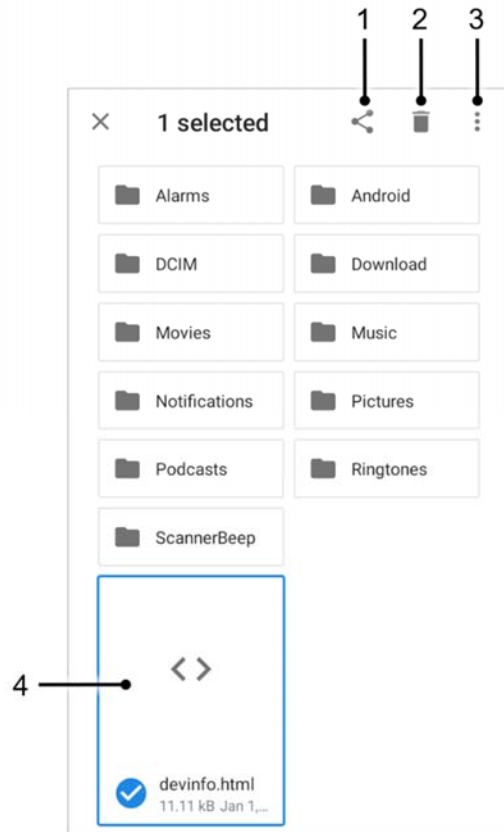 1 2 3
1 selected
Alarms Android
DCIM Download
Movies Music
Notifications Pictures
Podcasts Ringtones
ScannerBeep
4
devinfo.html
11.11 kB Jan 1,...